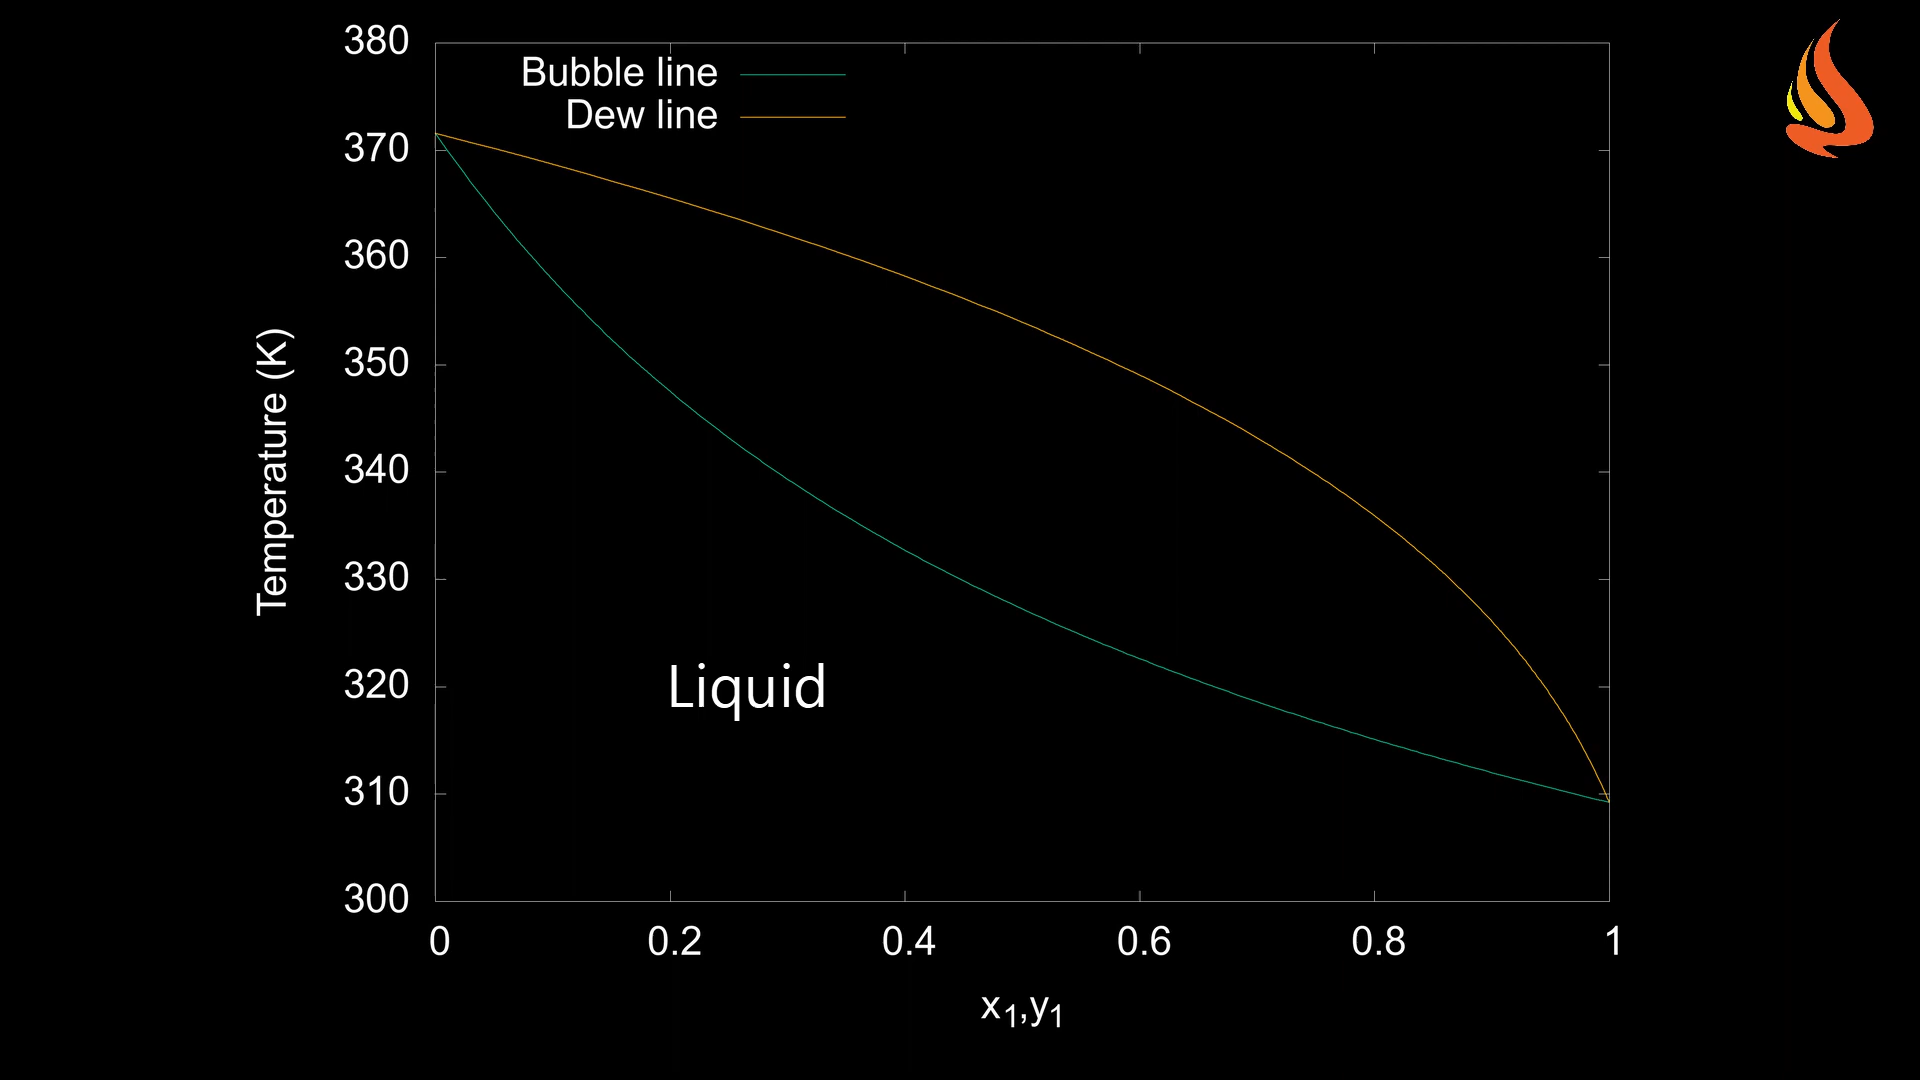 380
Bubble line
Dew line
370
360
350
340
330
320
310
300
Temperature (K)
Liquid
0 0.2 0.4 0.6 0.8 1
x₁,y₁